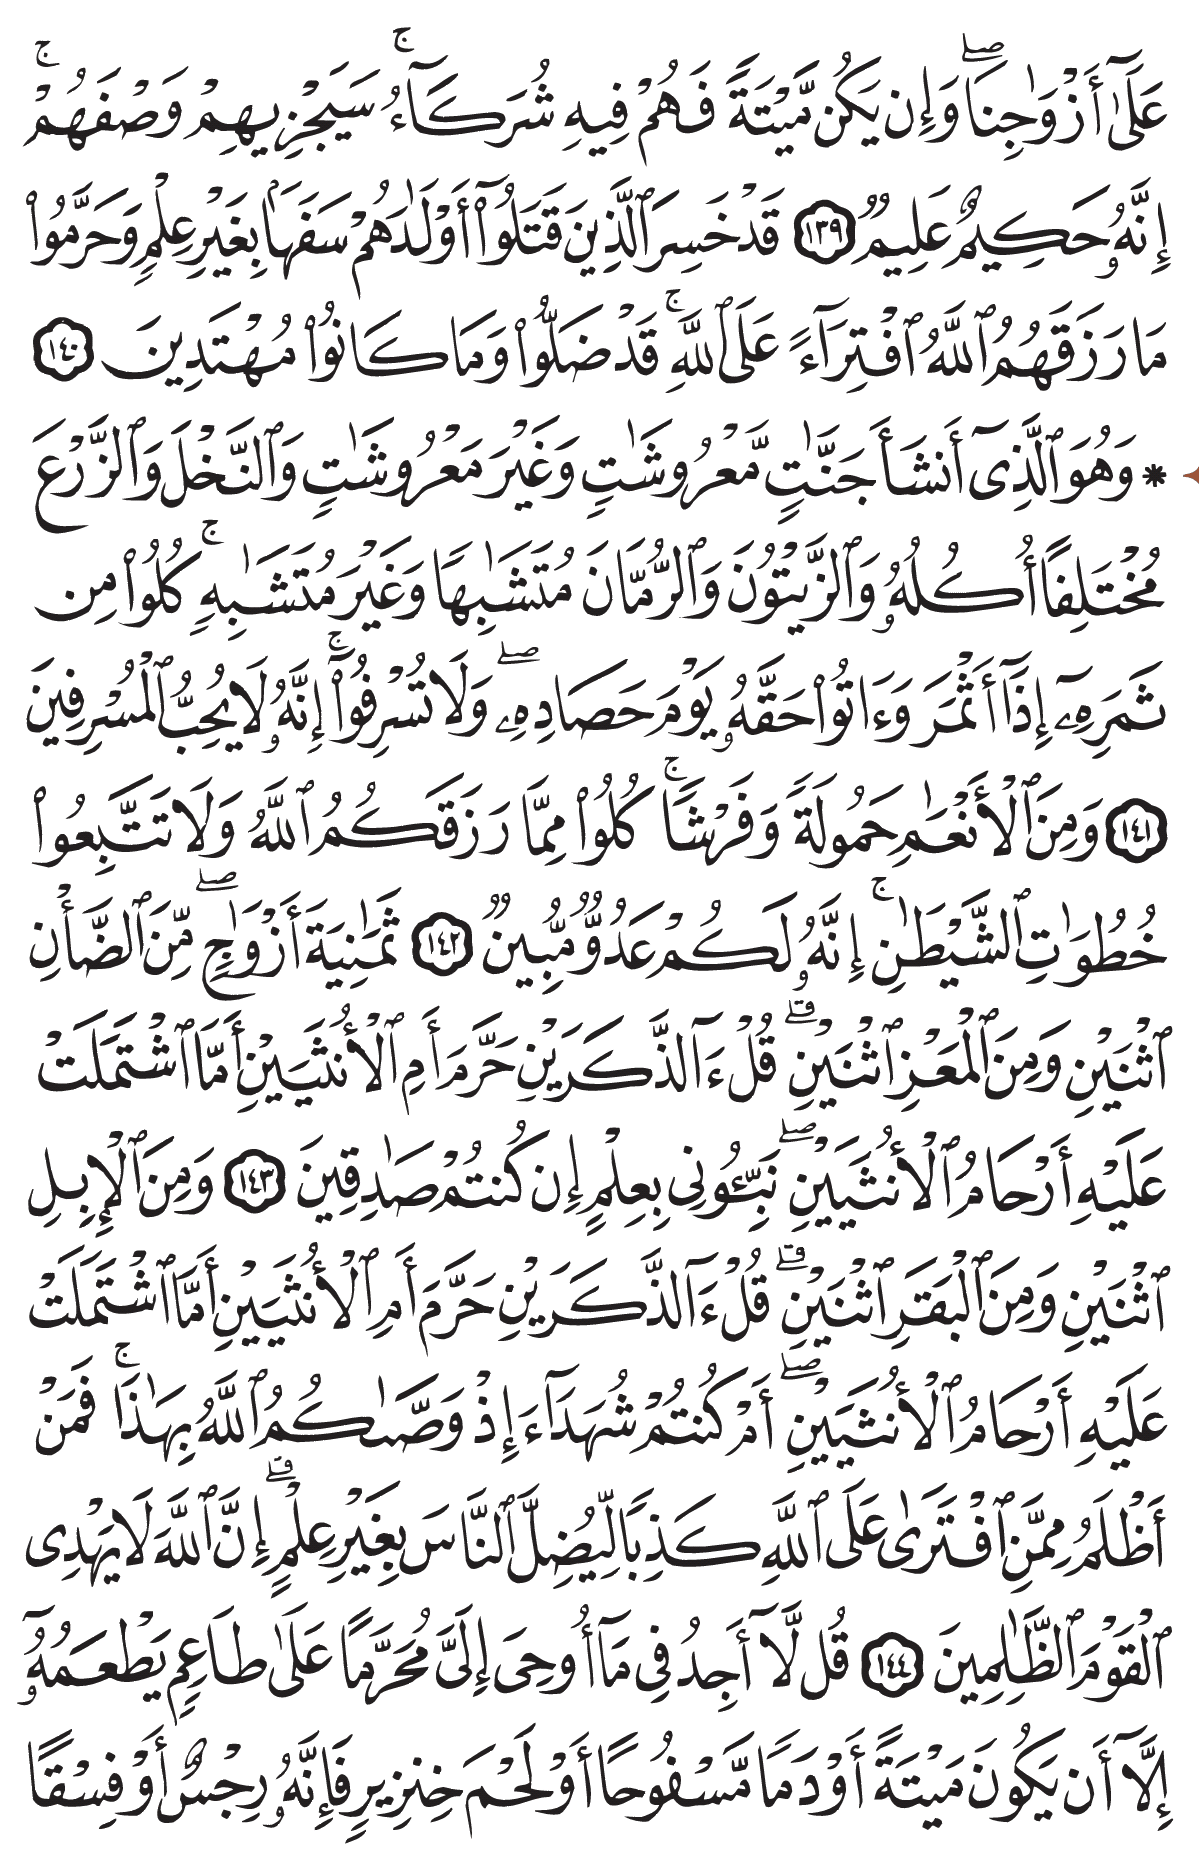 عَلَىٰٓ أَزۡوَٰجِنَاۖ وَإِن يَكُن مَّيۡتَةٗ فَهُمۡ فِيهِ شُرَكَآءُۚ سَيَجۡزِيهِمۡ وَصۡفَهُمۡۚ
إِنَّهُۥ حَكِيمٌ عَلِيمٞ ١٣٩ قَدۡ خَسِرَ ٱلَّذِينَ قَتَلُوٓاْ أَوۡلَٰدَهُمۡ سَفَهَۢا بِغَيۡرِ عِلۡمٖ وَحَرَّمُواْ
مَا رَزَقَهُمُ ٱللَّهُ ٱفۡتِرَآءً عَلَى ٱللَّهِۚ قَدۡ ضَلُّواْ وَمَا كَانُواْ مُهۡتَدِينَ ١٤٠
* وَهُوَ ٱلَّذِيٓ أَنشَأَ جَنَّٰتٖ مَّعۡرُوشَٰتٖ وَغَيۡرَ مَعۡرُوشَٰتٖ وَٱلنَّخۡلَ وَٱلزَّرۡعَ
مُخۡتَلِفًا أُكُلُهُۥ وَٱلزَّيۡتُونَ وَٱلرُّمَّانَ مُتَشَٰبِهٗا وَغَيۡرَ مُتَشَٰبِهٖۚ كُلُواْ مِن
ثَمَرِهِۦٓ إِذَآ أَثۡمَرَ وَءَاتُواْ حَقَّهُۥ يَوۡمَ حَصَادِهِۦۖ وَلَا تُسۡرِفُوٓاْۚ إِنَّهُۥ لَا يُحِبُّ ٱلۡمُسۡرِفِينَ
١٤١ وَمِنَ ٱلۡأَنۡعَٰمِ حَمُولَةٗ وَفَرۡشٗاۚ كُلُواْ مِمَّا رَزَقَكُمُ ٱللَّهُ وَلَا تَتَّبِعُواْ
خُطُوَٰتِ ٱلشَّيۡطَٰنِۚ إِنَّهُۥ لَكُمۡ عَدُوّٞ مُّبِينٞ ١٤٢ ثَمَٰنِيَةَ أَزۡوَٰجٖۖ مِّنَ ٱلضَّأۡنِ
ٱثۡنَيۡنِ وَمِنَ ٱلۡمَعۡزِ ٱثۡنَيۡنِۗ قُلۡ ءَآلذَّكَرَيۡنِ حَرَّمَ أَمِ ٱلۡأُنثَيَيۡنِ أَمَّا ٱشۡتَمَلَتۡ
عَلَيۡهِ أَرۡحَامُ ٱلۡأُنثَيَيۡنِۖ نَبِّـُٔونِي بِعِلۡمٍ إِن كُنتُمۡ صَٰدِقِينَ ١٤٣ وَمِنَ ٱلۡإِبِلِ
ٱثۡنَيۡنِ وَمِنَ ٱلۡبَقَرِ ٱثۡنَيۡنِۗ قُلۡ ءَآلذَّكَرَيۡنِ حَرَّمَ أَمِ ٱلۡأُنثَيَيۡنِ أَمَّا ٱشۡتَمَلَتۡ
عَلَيۡهِ أَرۡحَامُ ٱلۡأُنثَيَيۡنِۖ أَمۡ كُنتُمۡ شُهَدَآءَ إِذۡ وَصَّىٰكُمُ ٱللَّهُ بِهَٰذَاۚ فَمَنۡ
أَظۡلَمُ مِمَّنِ ٱفۡتَرَىٰ عَلَى ٱللَّهِ كَذِبٗا لِّيُضِلَّ ٱلنَّاسَ بِغَيۡرِ عِلۡمٍۗ إِنَّ ٱللَّهَ لَا يَهۡدِي
ٱلۡقَوۡمَ ٱلظَّٰلِمِينَ ١٤٤ قُل لَّآ أَجِدُ فِي مَآ أُوحِيَ إِلَيَّ مُحَرَّمًا عَلَىٰ طَاعِمٖ يَطۡعَمُهُۥٓ
إِلَّآ أَن يَكُونَ مَيۡتَةً أَوۡ دَمٗا مَّسۡفُوحًا أَوۡ لَحۡمَ خِنزِيرٖ فَإِنَّهُۥ رِجۡسٌ أَوۡ فِسۡقًا